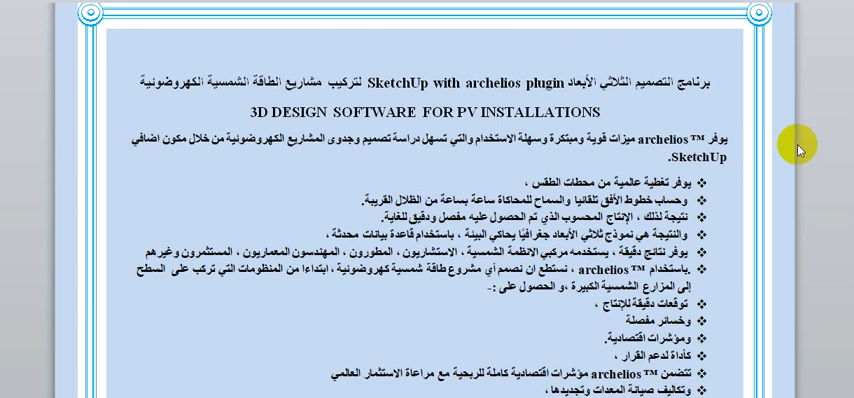 برنامج التصميم الثلاثي الأبعاد SketchUp with archelios plugin لتركيب مشاريع الطاقة الشمسية الكهروضوئية
3D DESIGN SOFTWARE FOR PV INSTALLATIONS
يوفر archelios ™ ميزات قوية ومبتكرة وسهلة الاستخدام والتي تسهل دراسة تصميم وجدوى المشاريع الكهروضوئية من خلال مكون اضافي
SketchUp.
❖ يوفر تغطية عالمية من محطات الطقس ،
❖ وحساب خطوط الأفق تلقائيا والسماح للمحاكاة ساعة بساعة من الظلال القريبة.
❖ نتيجة لذلك ، الإنتاج المحسوب الذي تم الحصول عليه مفصل ودقيق للغاية.
❖ والنتيجة هي نموذج ثلاثي الأبعاد جغرافيًا يحاكي البيئة ، باستخدام قاعدة بيانات محدثة ،
❖ يوفر نتائج دقيقة ، يستخدمه مركبي الانظمة الشمسية ، الاستشاريون ، المطورون ، المهندسون المعماريون ، المستثمرون وغيرهم
❖ .باستخدام archelios ™ ، نستطع ان نصمم أي مشروع طاقة شمسية كهروضوئية ، ابتداءا من المنظومات التي تركب على السطح
إلى المزارع الشمسية الكبيرة ،و الحصول على :-
❖ توقعات دقيقة للإنتاج ،
❖ وخسائر مفصلة
❖ ومؤشرات اقتصادية.
❖ كأداة لدعم القرار ،
❖ تتضمن archelios ™ مؤشرات اقتصادية كاملة للربحية مع مراعاة الاستثمار العالمي
❖ وتكاليف صيانة المعدات وتجديدها ،